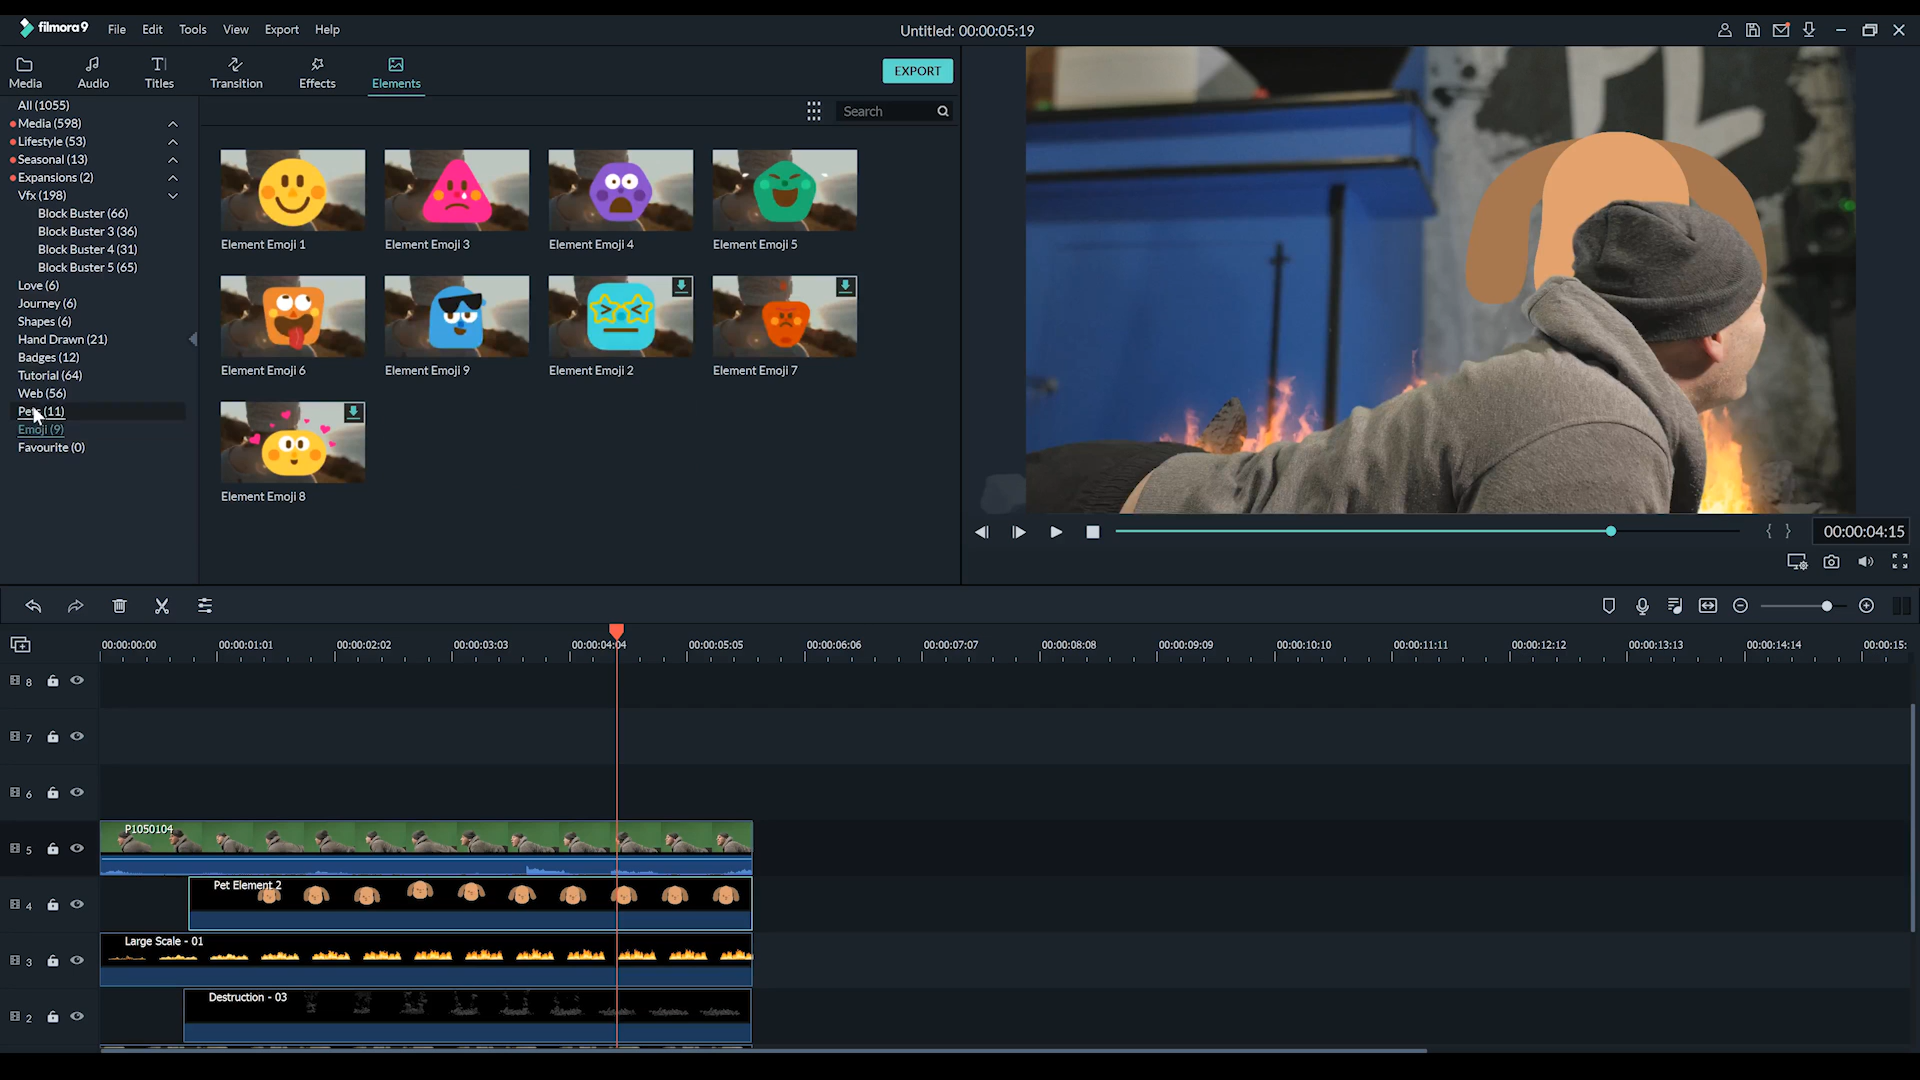 filmora9 File Edit Tools View Export Help Untitled: 00:00:05:19
Media Audio Titles Transition Effects Elements EXPORT
Search
All (1055)
Media (598)
Lifestyle (53)
Seasonal (13)
Expansions (2)
Vfx (198)
Block Buster (66)
Block Buster 3 (36)
Block Buster 4 (31)
Block Buster 5 (65)
Love (6)
Journey (6)
Shapes (6)
Hand Drawn (21)
Badges (12)
Tutorial (64)
Web (56)
Pets (11)
Emoji (9)
Favourite (0)
Element Emoji 1 Element Emoji 3 Element Emoji 4 Element Emoji 5
Element Emoji 6 Element Emoji 9 Element Emoji 2 Element Emoji 7
Element Emoji 8
{ } 00:00:04:15
00:00:00:00 00:00:01:01 00:00:02:02 00:00:03:03 00:00:04:04 00:00:05:05 00:00:06:06 00:00:07:07 00:00:08:08 00:00:09:09 00:00:10:10 00:00:11:11 00:00:12:12 00:00:13:13 00:00:14:14 00:00:15:
8
7
6
5 P1050104
4 Pet Element 2
3 Large Scale - 01
2 Destruction - 03